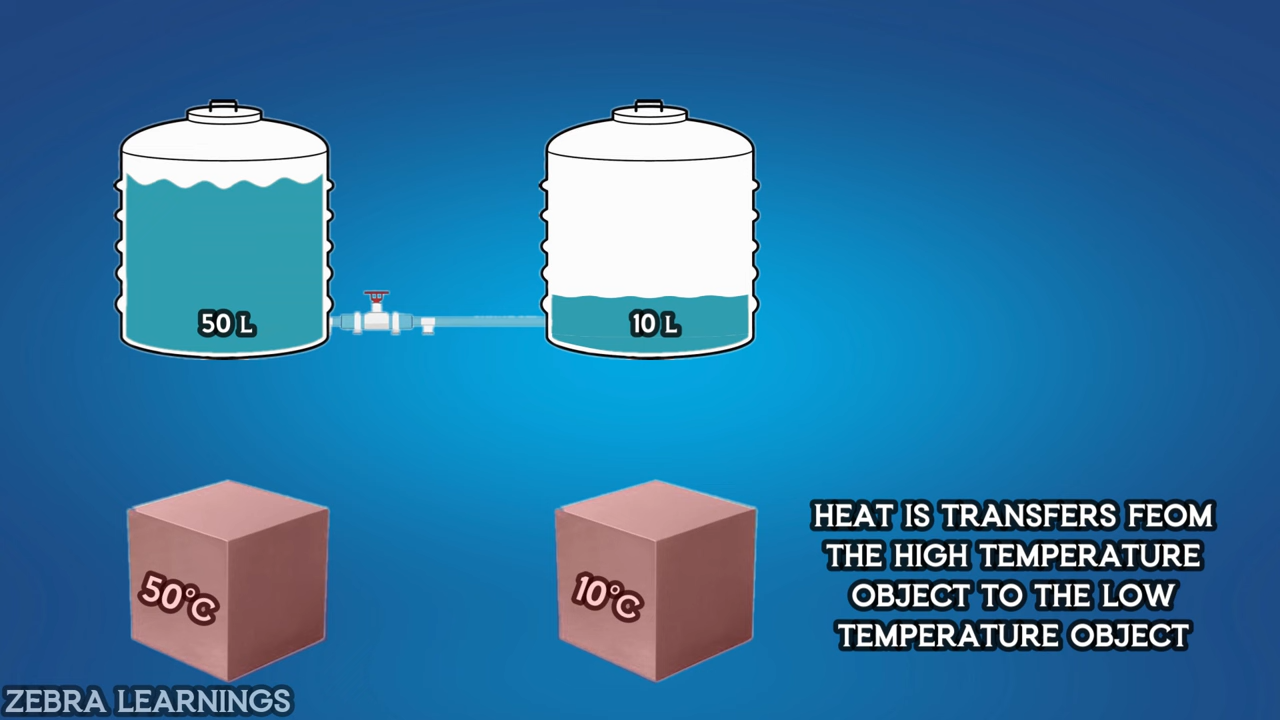 50 L
10 L
50°C
10°C
HEAT IS TRANSFERS FEOM
THE HIGH TEMPERATURE
OBJECT TO THE LOW
TEMPERATURE OBJECT
ZEBRA LEARNINGS